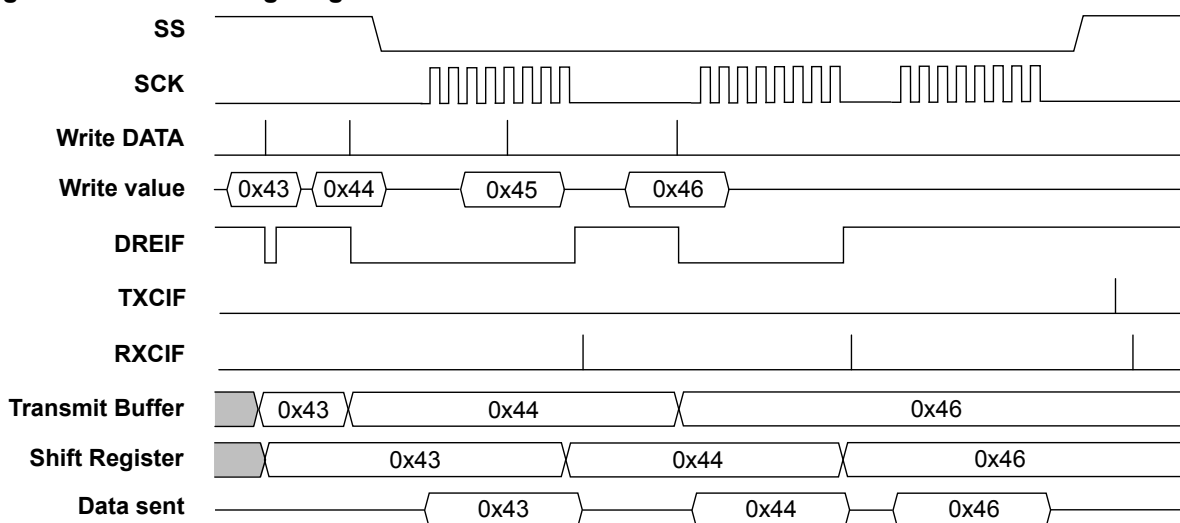 SS
SCK
Write DATA
Write value 0x43 0x44 0x45 0x46
DREIF
TXCIF
RXCIF
Transmit Buffer 0x43 0x44 0x46
Shift Register 0x43 0x44 0x46
Data sent 0x43 0x44 0x46